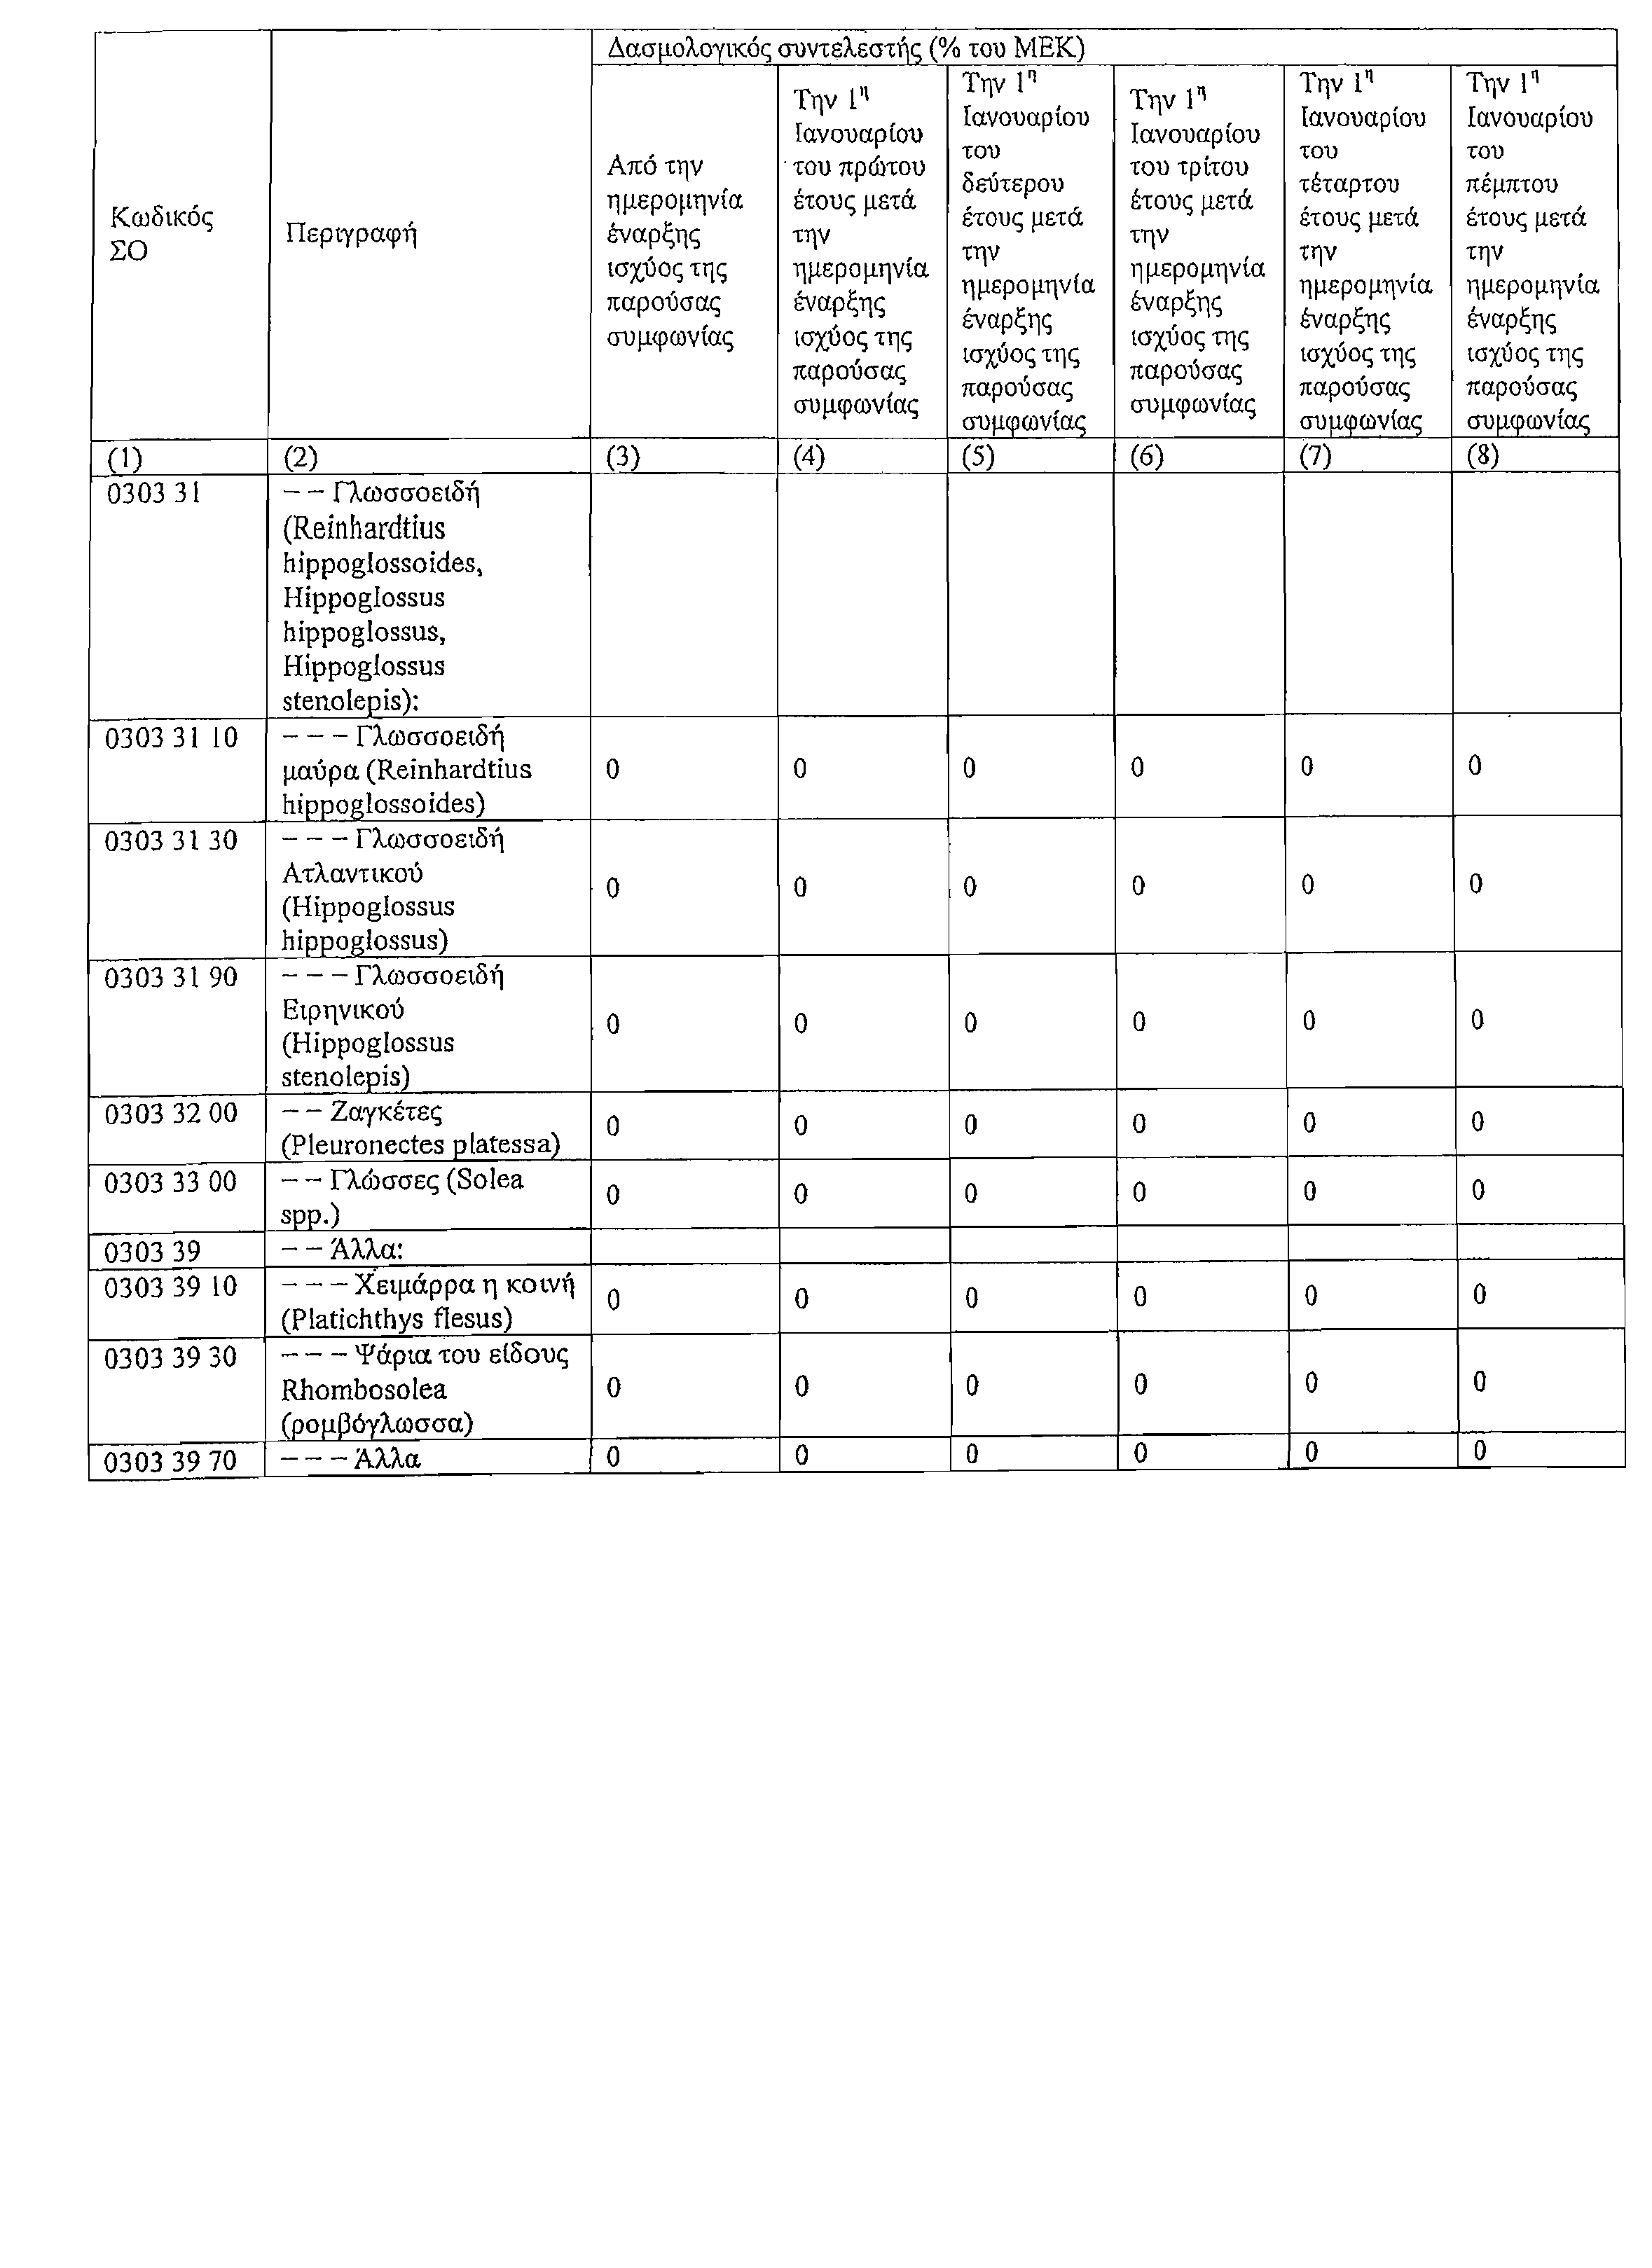 Δασμολογικός συντελεστής (% του ΜΕΚ)
Κωδικός
ΣΟ
Περιγραφή
Από την
ημερομηνία
έναρξης
ισχύος της
παρούσας
συμφωνίας
Την 1η
Ιανουαρίου
του πρώτου
έτους μετά
την
ημερομηνία
έναρξης
ισχύος της
παρούσας
συμφωνίας
Την 1η
Ιανουαρίου
του
δεύτερου
έτους μετά
την
ημερομηνία
έναρξης
ισχύος της
παρούσας
συμφωνίας
Την 1η
Ιανουαρίου
του τρίτου
έτους μετά
την
ημερομηνία
έναρξης
ισχύος της
παρούσας
συμφωνίας
Την 1η
Ιανουαρίου
του
τέταρτου
έτους μετά
την
ημερομηνία
έναρξης
ισχύος της
παρούσας
συμφωνίας
Την 1η
Ιανουαρίου
του
πέμπτου
έτους μετά
την
ημερομηνία
έναρξης
ισχύος της
παρούσας
συμφωνίας
(1) (2) (3) (4) (5) (6) (7) (8)
0303 31 – – Γλωσσοειδή
(Reinhardtius
hippoglossoides,
Hippoglossus
hippoglossus,
Hippoglossus
stenolepis):
0303 31 10 – – – Γλωσσοειδή
μαύρα (Reinhardtius 0 0 0 0 0 0
hippoglossoides)
0303 31 30 – – – Γλωσσοειδή
Ατλαντικού
(Hippoglossus 0 0 0 0 0 0
hippoglossus)
0303 31 90 – – – Γλωσσοειδή
Ειρηνικού
(Hippoglossus 0 0 0 0 0 0
stenolepis)
0303 32 00 – – Ζαγκέτες
(Pleuronectes platessa) 0 0 0 0 0 0
0303 33 00 – – Γλώσσες (Solea
spp.) 0 0 0 0 0 0
0303 39 – – Άλλα:
0303 39 10 – – – Χειμάρρα η κοινή
(Platichthys flesus) 0 0 0 0 0 0
0303 39 30 – – – Ψάρια του είδους
Rhombosolea 0 0 0 0 0 0
(ρομβόγλωσσα)
0303 39 70 – – – Άλλα 0 0 0 0 0 0